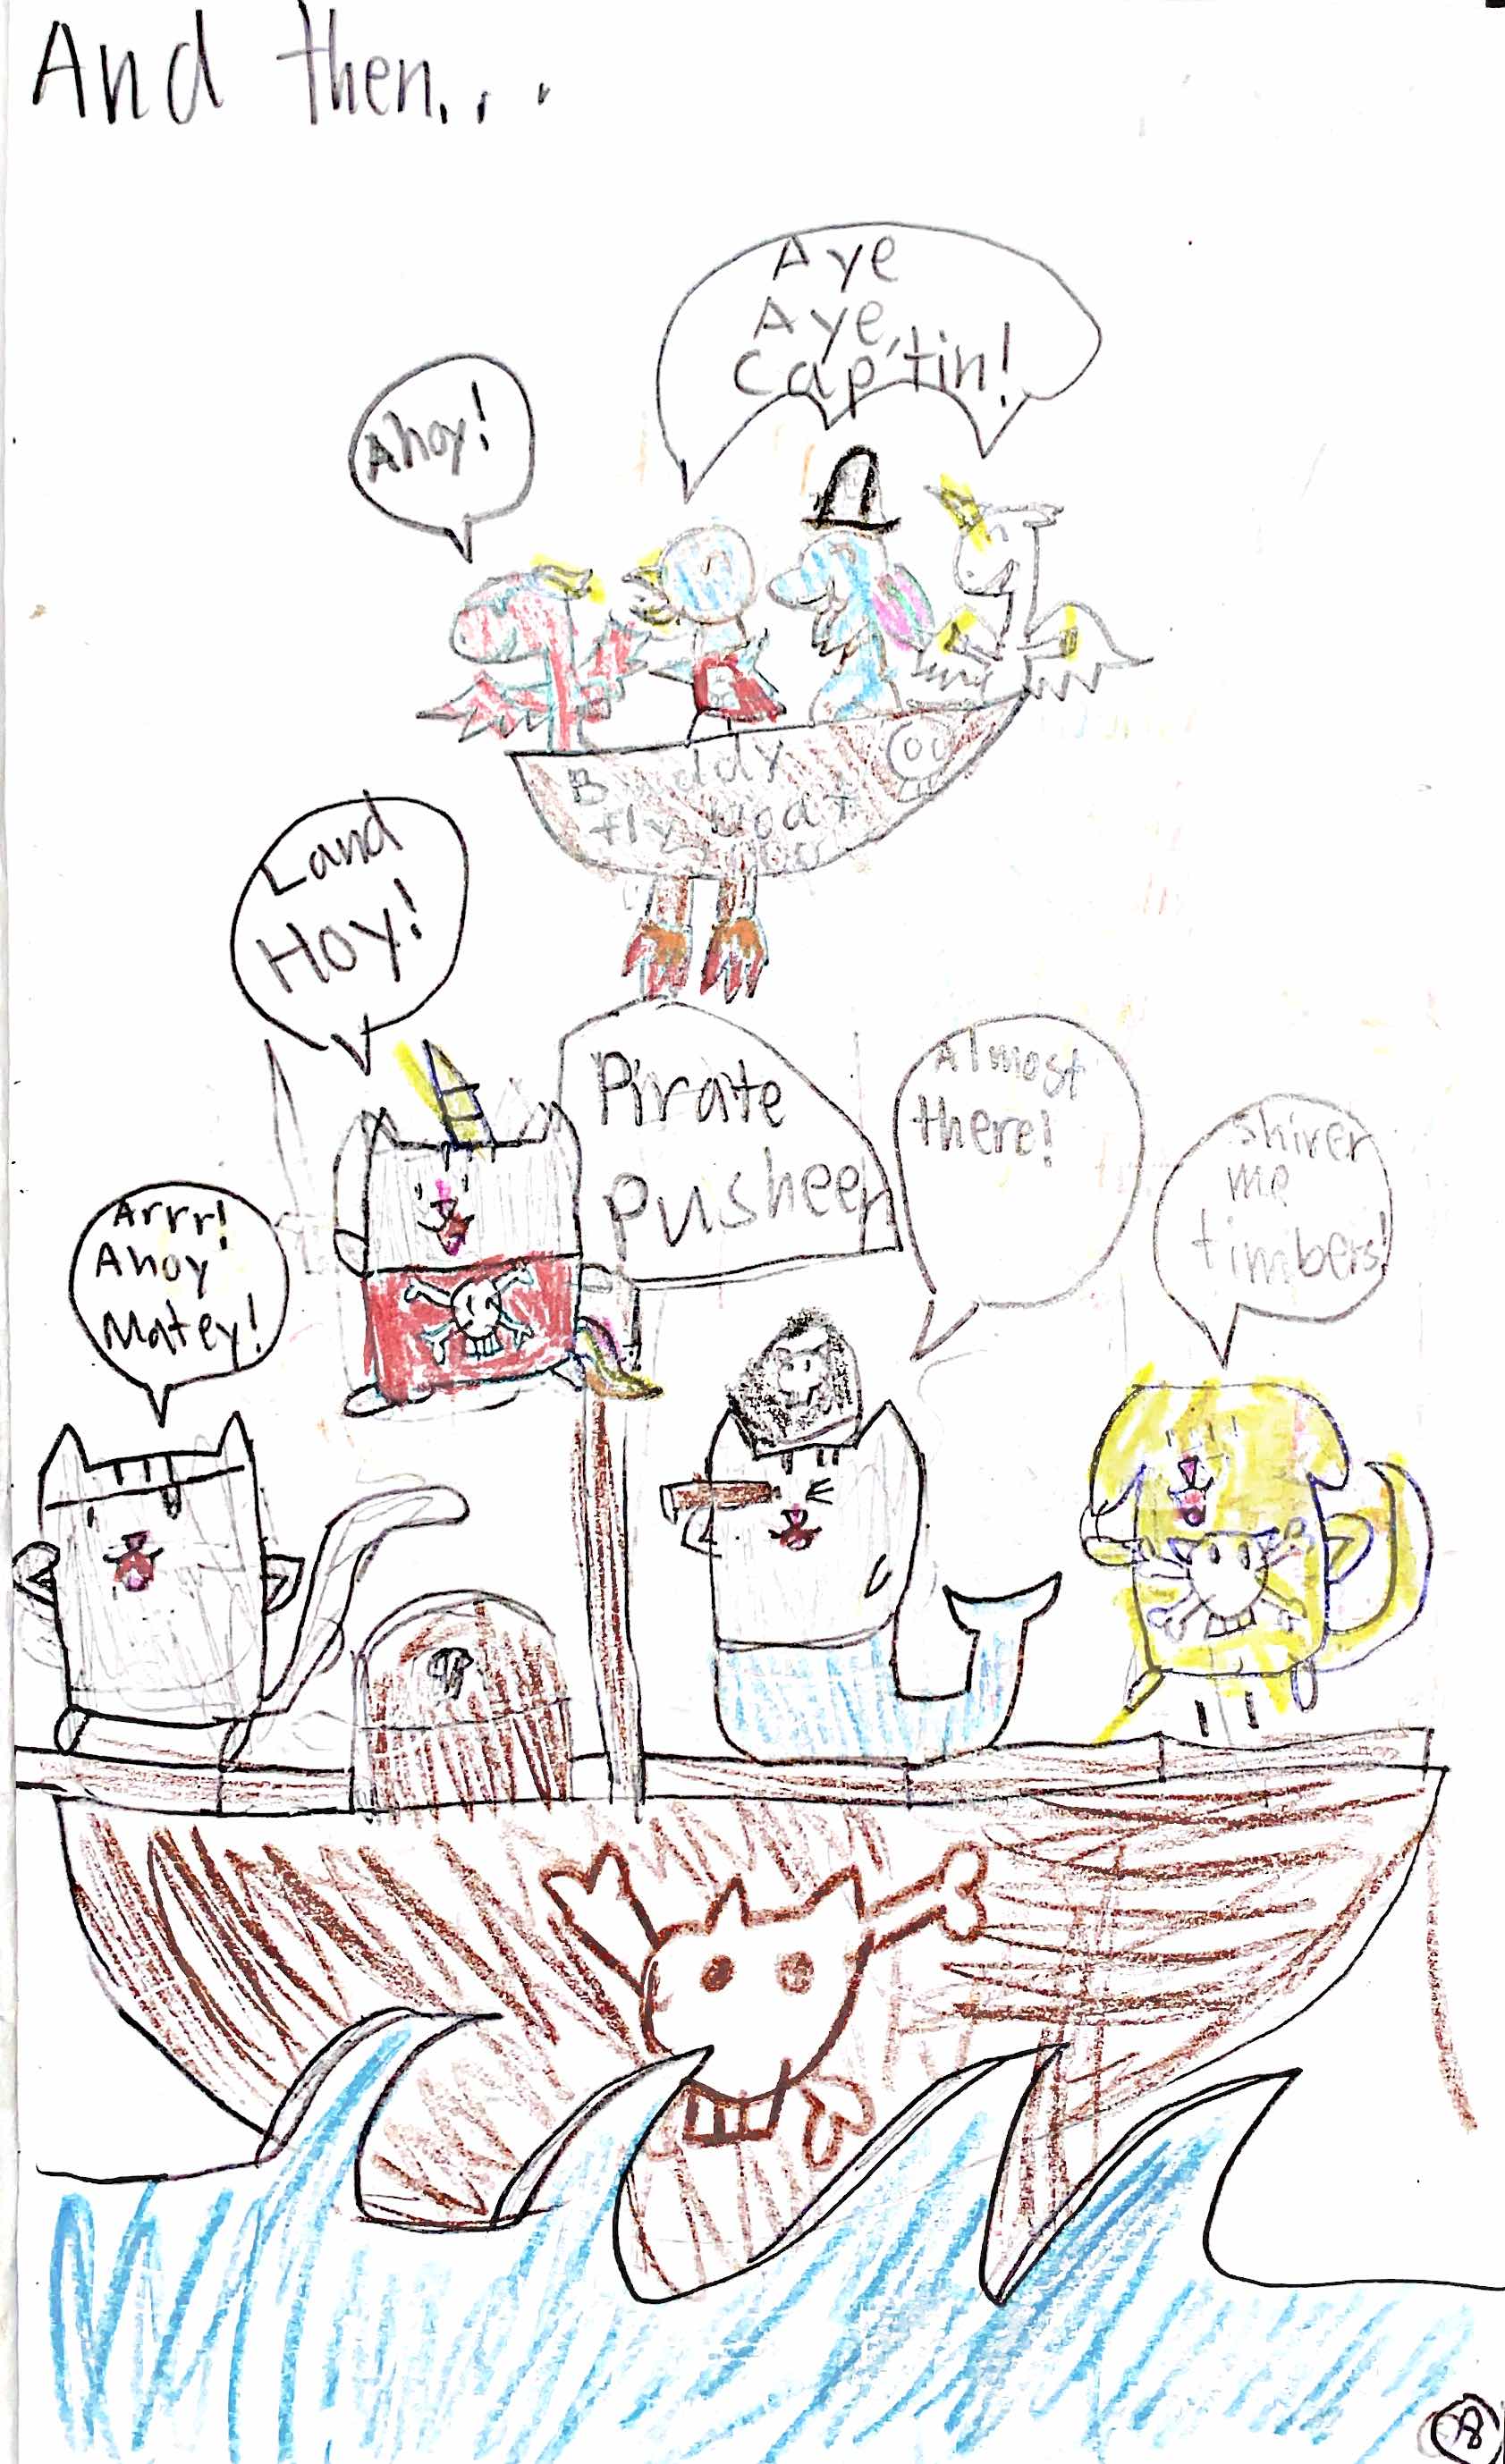 And then...
Aye
Aye,
Cap'tin!
Ahoy!
Buddy
fly boat
Land
Hoy!
Pirate
Pusheen
Almost
there!
Shiver
me
timbers!
Arrr!
Ahoy
Matey!
B
8